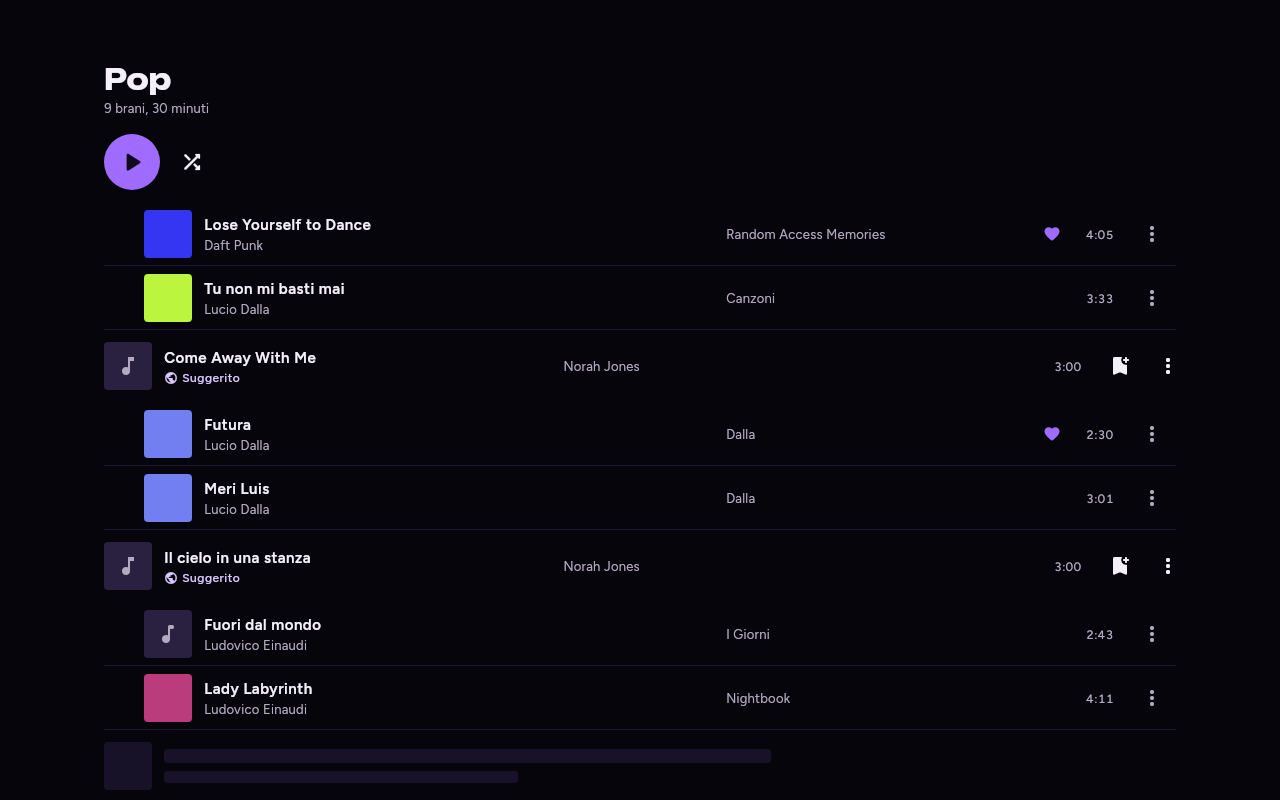 Pop
9 brani, 30 minuti
Lose Yourself to Dance
Daft Punk
Random Access Memories
4:05
Tu non mi basti mai
Lucio Dalla
Canzoni
3:33
Come Away With Me
Suggerito
Norah Jones
3:00
Futura
Lucio Dalla
Dalla
2:30
Meri Luis
Lucio Dalla
Dalla
3:01
Il cielo in una stanza
Suggerito
Norah Jones
3:00
Fuori dal mondo
Ludovico Einaudi
I Giorni
2:43
Lady Labyrinth
Ludovico Einaudi
Nightbook
4:11